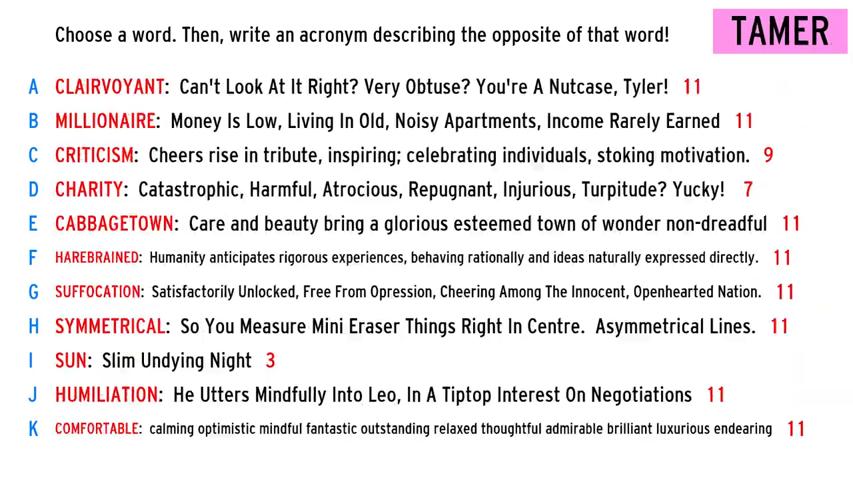 Choose a word. Then, write an acronym describing the opposite of that word!
TAMER
A CLAIRVOYANT: Can't Look At It Right? Very Obtuse? You're A Nutcase, Tyler! 11
B MILLIONAIRE: Money Is Low, Living In Old, Noisy Apartments, Income Rarely Earned 11
C CRITICISM: Cheers rise in tribute, inspiring; celebrating individuals, stoking motivation. 9
D CHARITY: Catastrophic, Harmful, Atrocious, Repugnant, Injurious, Turpitude? Yucky! 7
E CABBAGETOWN: Care and beauty bring a glorious esteemed town of wonder non-dreadful 11
F HAREBRAINED: Humanity anticipates rigorous experiences, behaving rationally and ideas naturally expressed directly. 11
G SUFFOCATION: Satisfactorily Unlocked, Free From Opression, Cheering Among The Innocent, Openhearted Nation. 11
H SYMMETRICAL: So You Measure Mini Eraser Things Right In Centre. Asymmetrical Lines. 11
I SUN: Slim Undying Night 3
J HUMILIATION: He Utters Mindfully Into Leo, In A Tiptop Interest On Negotiations 11
K COMFORTABLE: calming optimistic mindful fantastic outstanding relaxed thoughtful admirable brilliant luxurious endearing 11